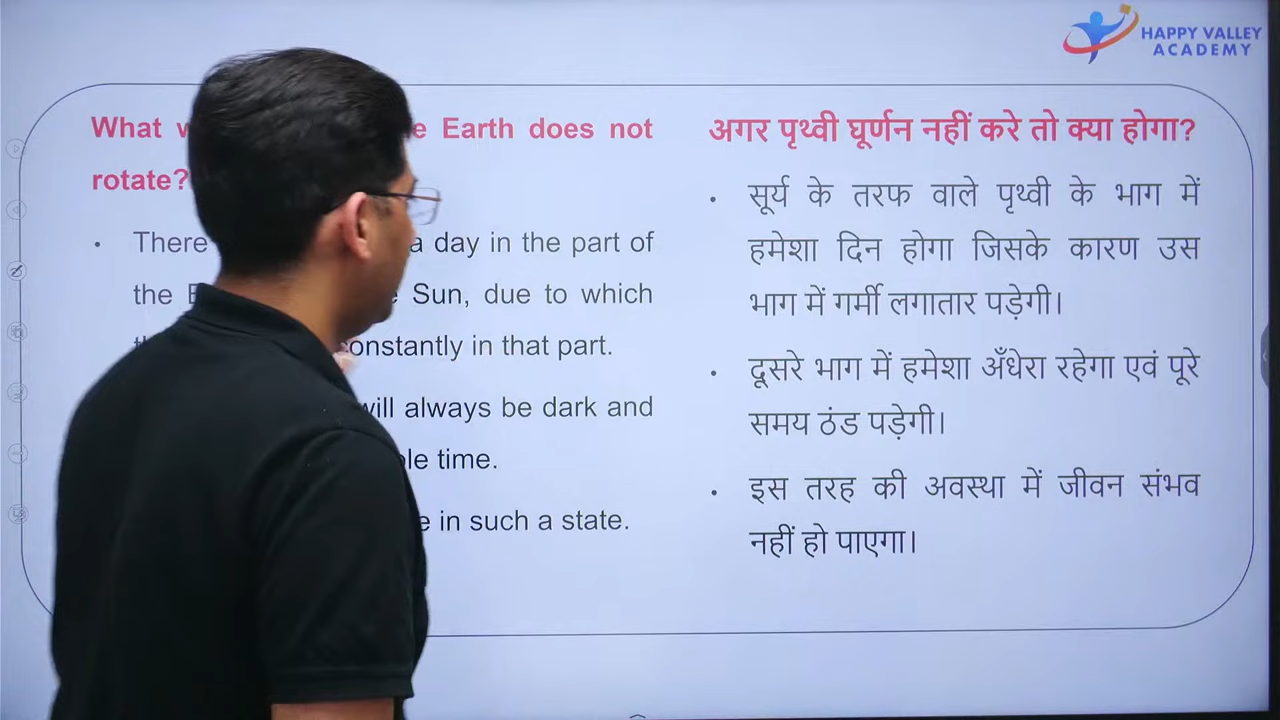 HAPPY VALLEY
ACADEMY
What Earth does not
rotate?
• There a day in the part of
the Sun, due to which
constantly in that part.
will always be dark and
time.
in such a state.
अगर पृथ्वी घूर्णन नहीं करे तो क्या होगा?
• सूर्य के तरफ वाले पृथ्वी के भाग में
हमेशा दिन होगा जिसके कारण उस
भाग में गर्मी लगातार पड़ेगी।
• दूसरे भाग में हमेशा अँधेरा रहेगा एवं पूरे
समय ठंड पड़ेगी।
• इस तरह की अवस्था में जीवन संभव
नहीं हो पाएगा।